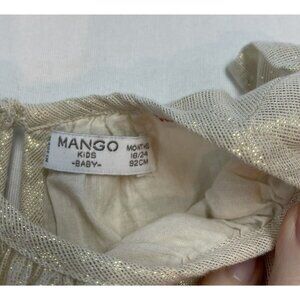 MANGO
KIDS
-BABY-
MONTHS
18/24
92CM